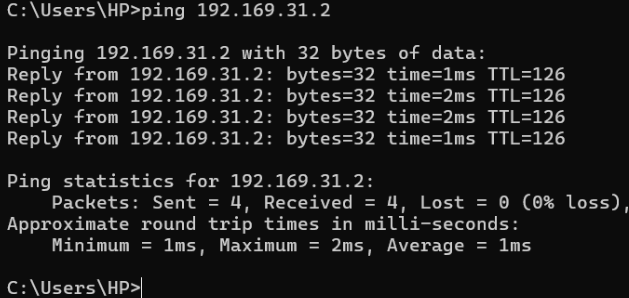 C:\Users\HP>ping 192.169.31.2
Pinging 192.169.31.2 with 32 bytes of data:
Reply from 192.169.31.2: bytes=32 time=1ms TTL=126
Reply from 192.169.31.2: bytes=32 time=2ms TTL=126
Reply from 192.169.31.2: bytes=32 time=2ms TTL=126
Reply from 192.169.31.2: bytes=32 time=1ms TTL=126
Ping statistics for 192.169.31.2:
    Packets: Sent = 4, Received = 4, Lost = 0 (0% loss),
Approximate round trip times in milli-seconds:
    Minimum = 1ms, Maximum = 2ms, Average = 1ms
C:\Users\HP>